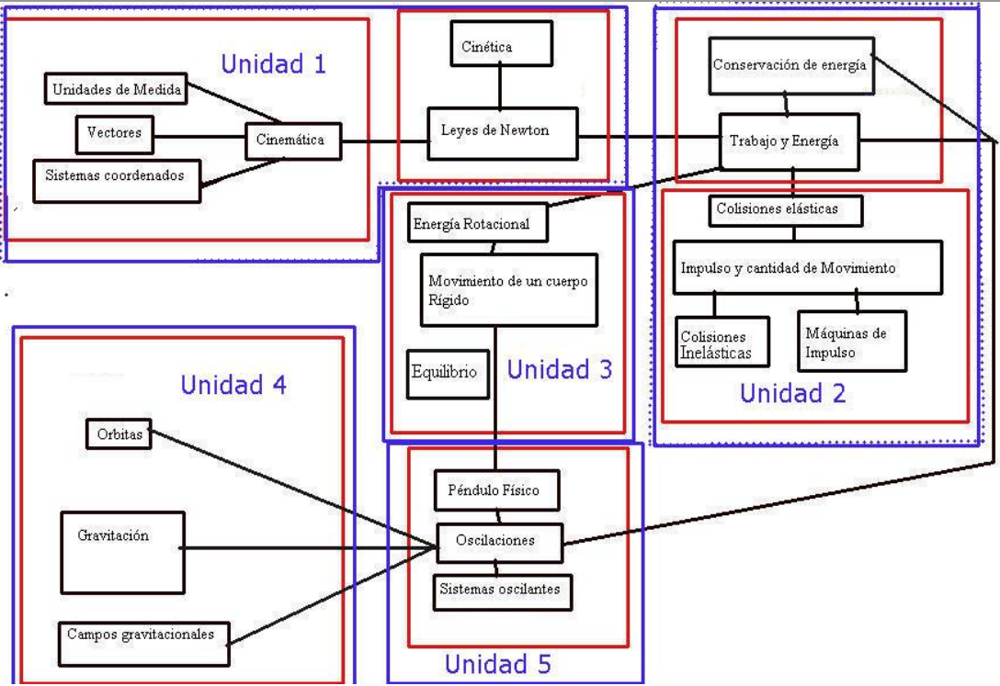 Unidad 1
Unidades de Medida
Vectores
Sistemas coordenados
Cinemática
Cinética
Leyes de Newton
Conservación de energía
Trabajo y Energía
Colisiones elásticas
Impulso y cantidad de Movimiento
Colisiones
Inelásticas
Máquinas de
Impulso
Unidad 2
Energía Rotacional
Movimiento de un cuerpo
Rígido
Equilibrio
Unidad 3
Unidad 4
Orbitas
Gravitación
Campos gravitacionales
Péndulo Físico
Oscilaciones
Sistemas oscilantes
Unidad 5